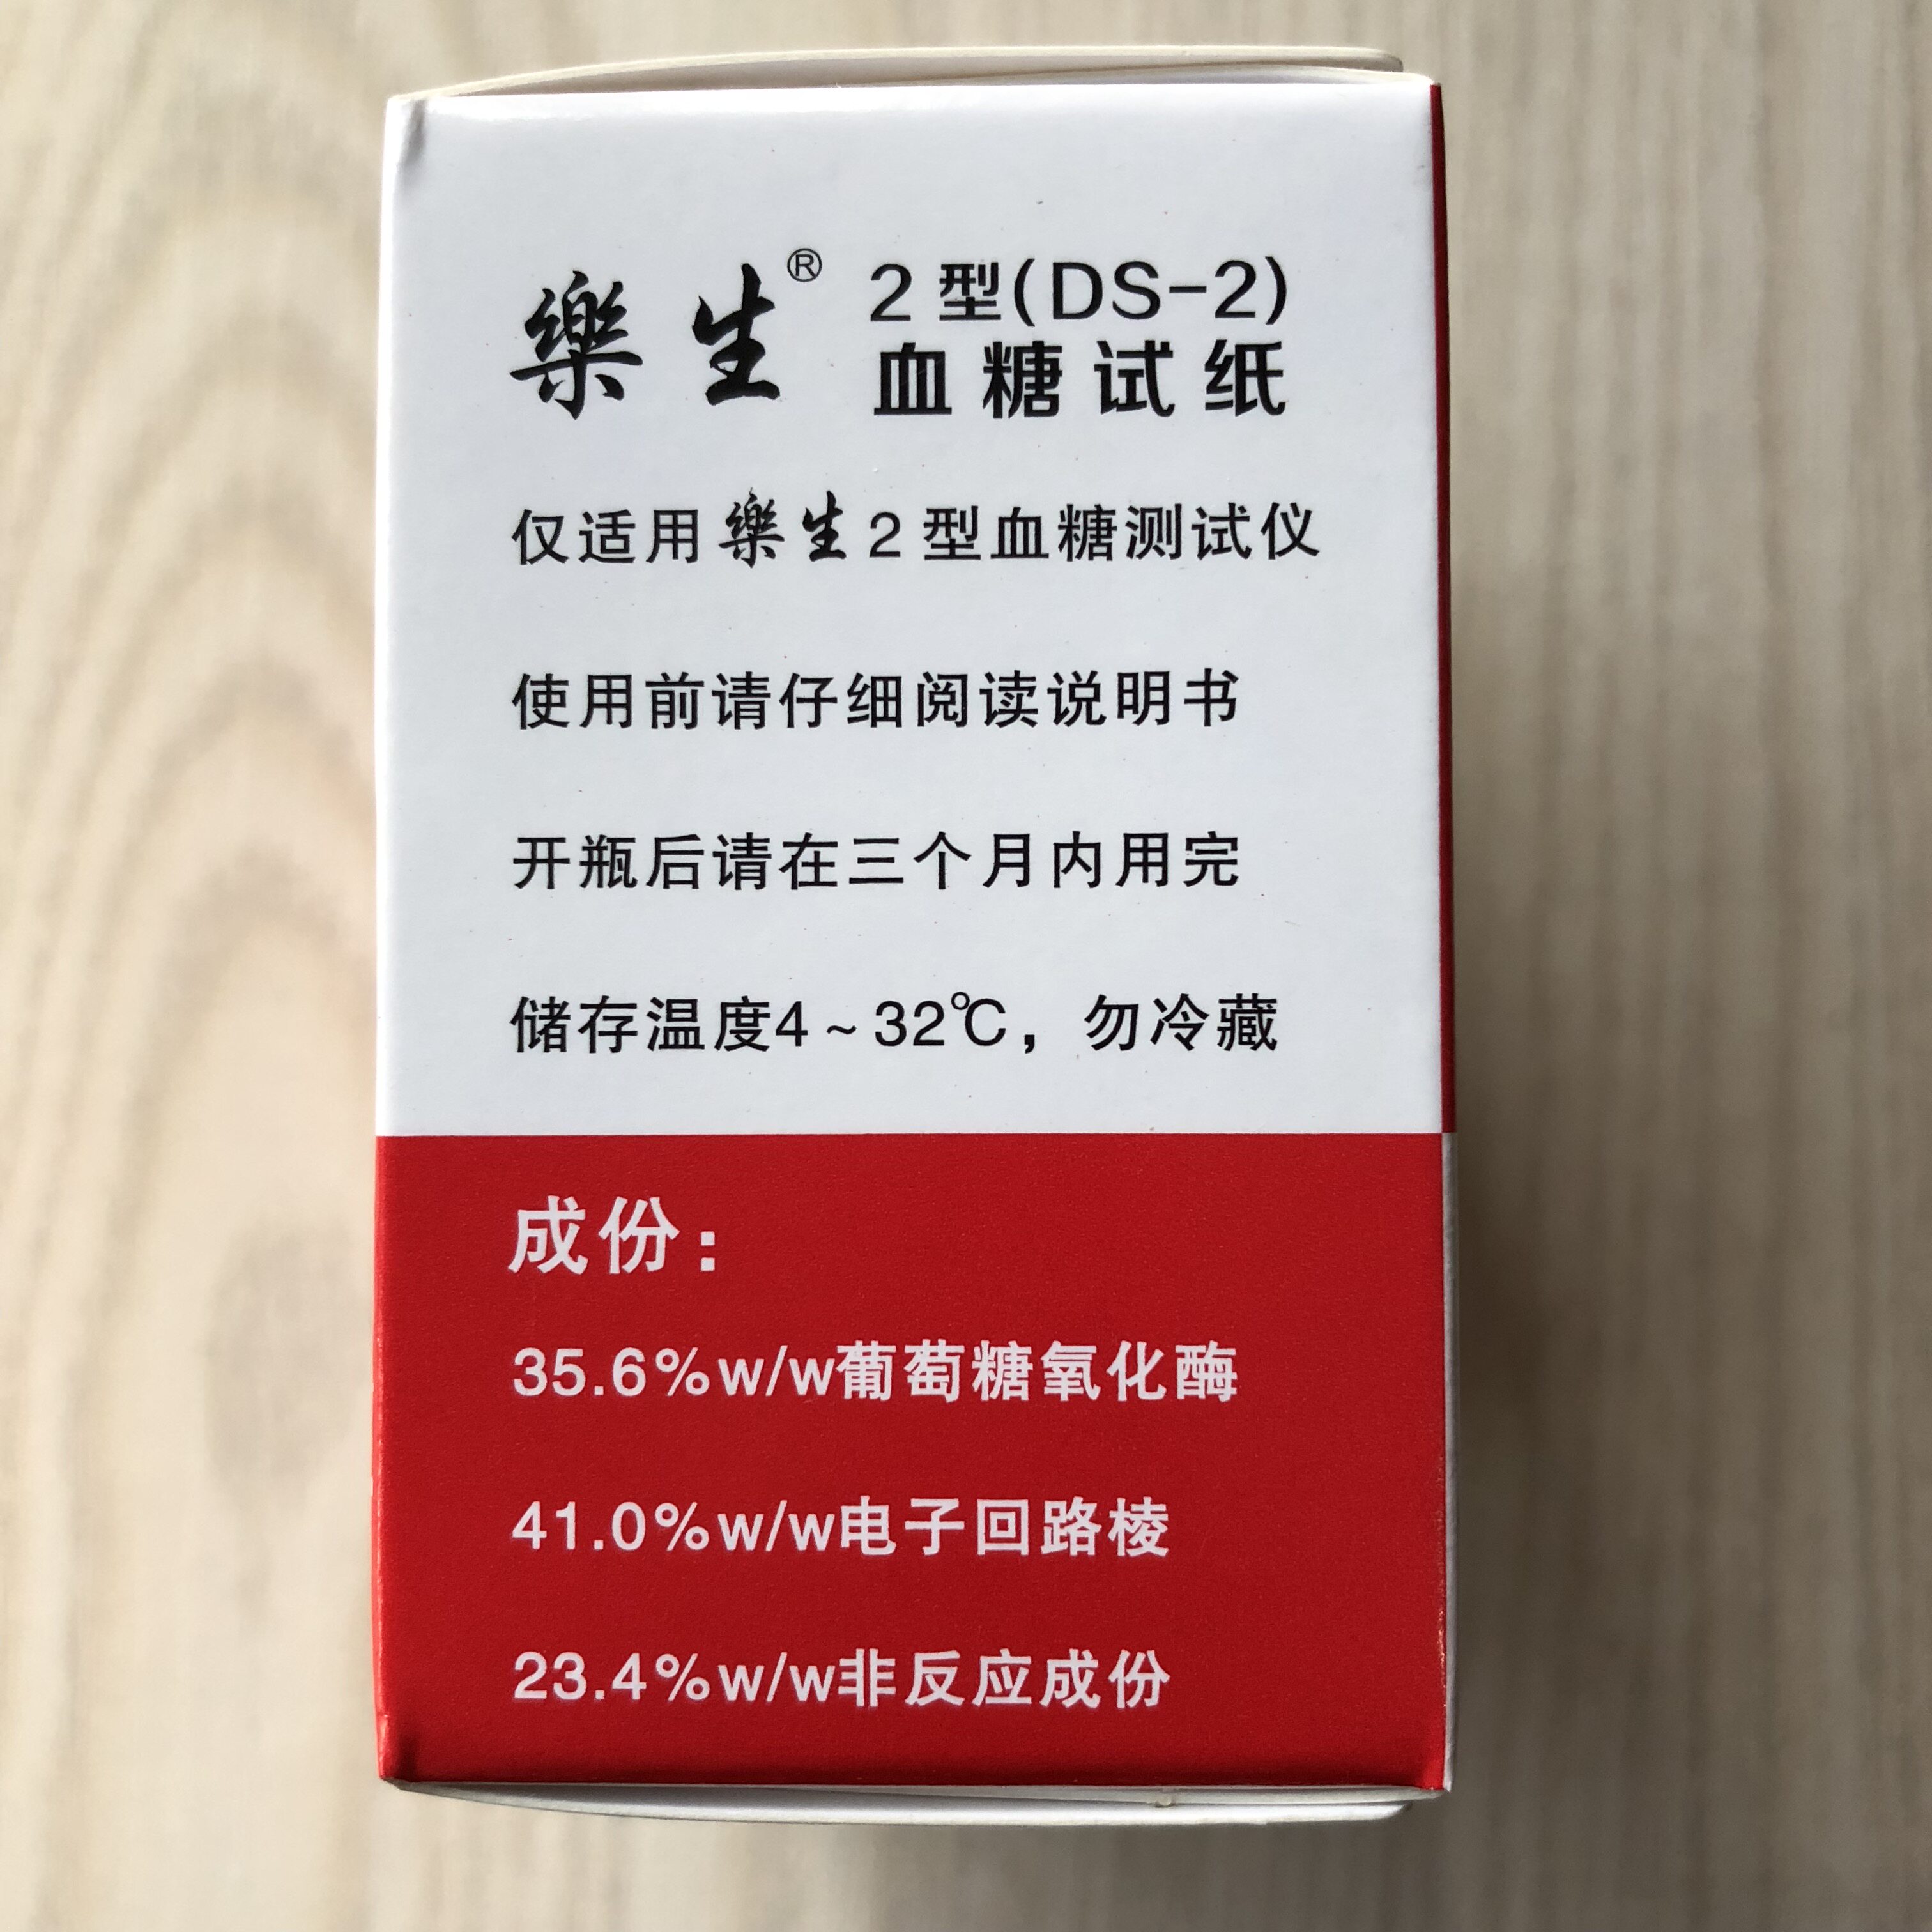 樂生® 2型(DS-2)
血糖试纸
仅适用樂生2型血糖测试仪
使用前请仔细阅读说明书
开瓶后请在三个月内用完
储存温度4~32℃，勿冷藏
成份：
35.6%w/w葡萄糖氧化酶
41.0%w/w电子回路棱
23.4%w/w非反应成份